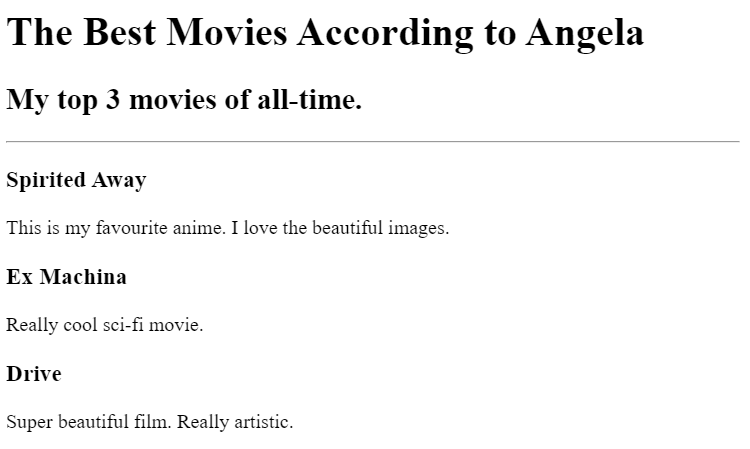 The Best Movies According to Angela
My top 3 movies of all-time.
Spirited Away
This is my favourite anime. I love the beautiful images.
Ex Machina
Really cool sci-fi movie.
Drive
Super beautiful film. Really artistic.